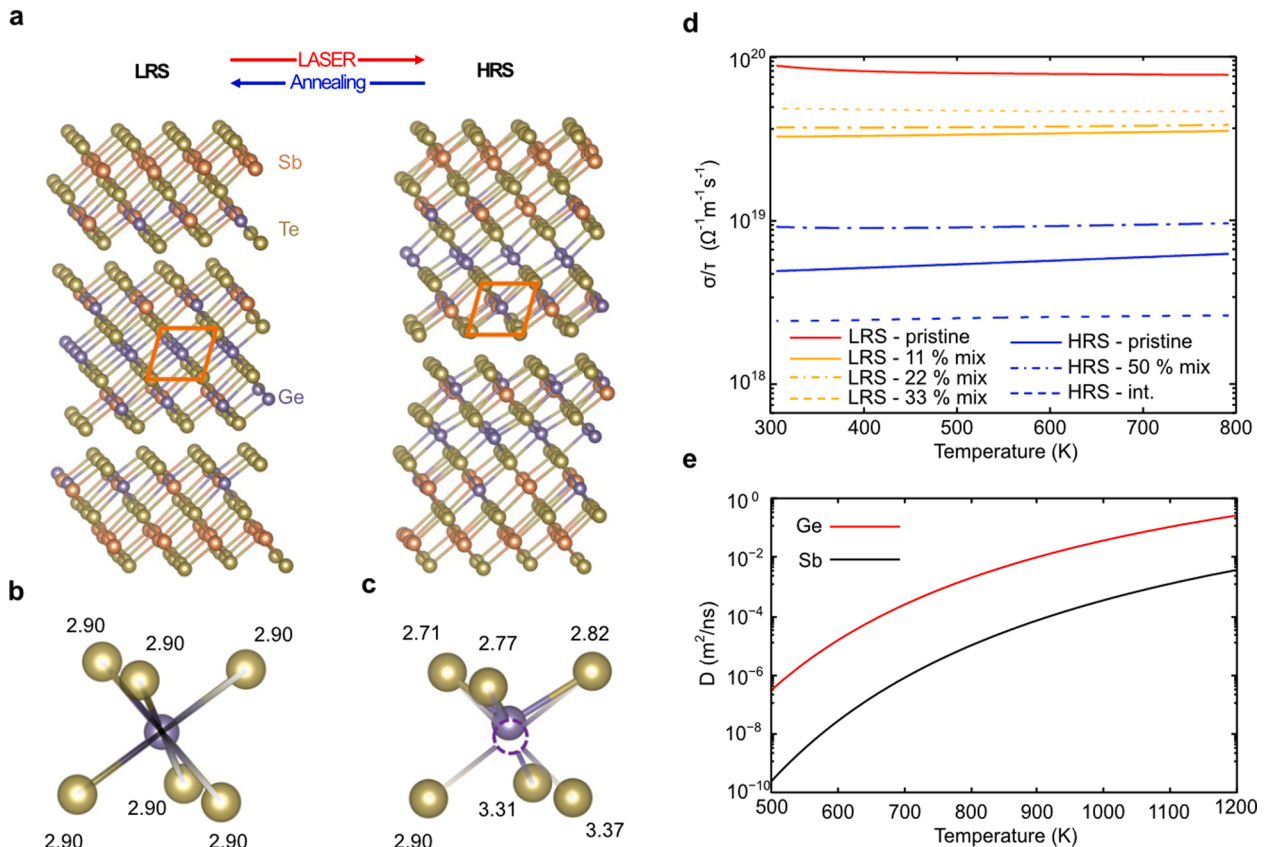 a
LRS
LASER
HRS
Annealing
Sb
Te
Ge
b
2.90
2.90
2.90
2.90
2.90
2.90
c
2.71
2.77
2.82
3.31
3.37
2.90
d
10^20
10^19
10^18
σ/τ (Ω⁻¹m⁻¹s⁻¹)
LRS - pristine
LRS - 11 % mix
LRS - 22 % mix
LRS - 33 % mix
HRS - pristine
HRS - 50 % mix
HRS - int.
300 400 500 600 700 800
Temperature (K)
e
10^0
10^-2
10^-4
10^-6
10^-8
10^-10
D (m²/ns)
Ge
Sb
500 600 700 800 900 1000 1100 1200
Temperature (K)